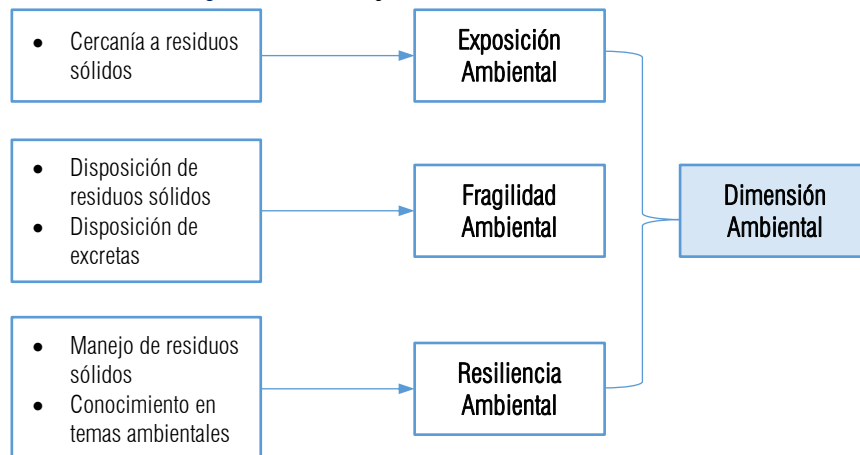 • Cercanía a residuos
sólidos
Exposición
Ambiental
• Disposición de
residuos sólidos
• Disposición de
excretas
Fragilidad
Ambiental
Dimensión
Ambiental
• Manejo de residuos
sólidos
• Conocimiento en
temas ambientales
Resiliencia
Ambiental